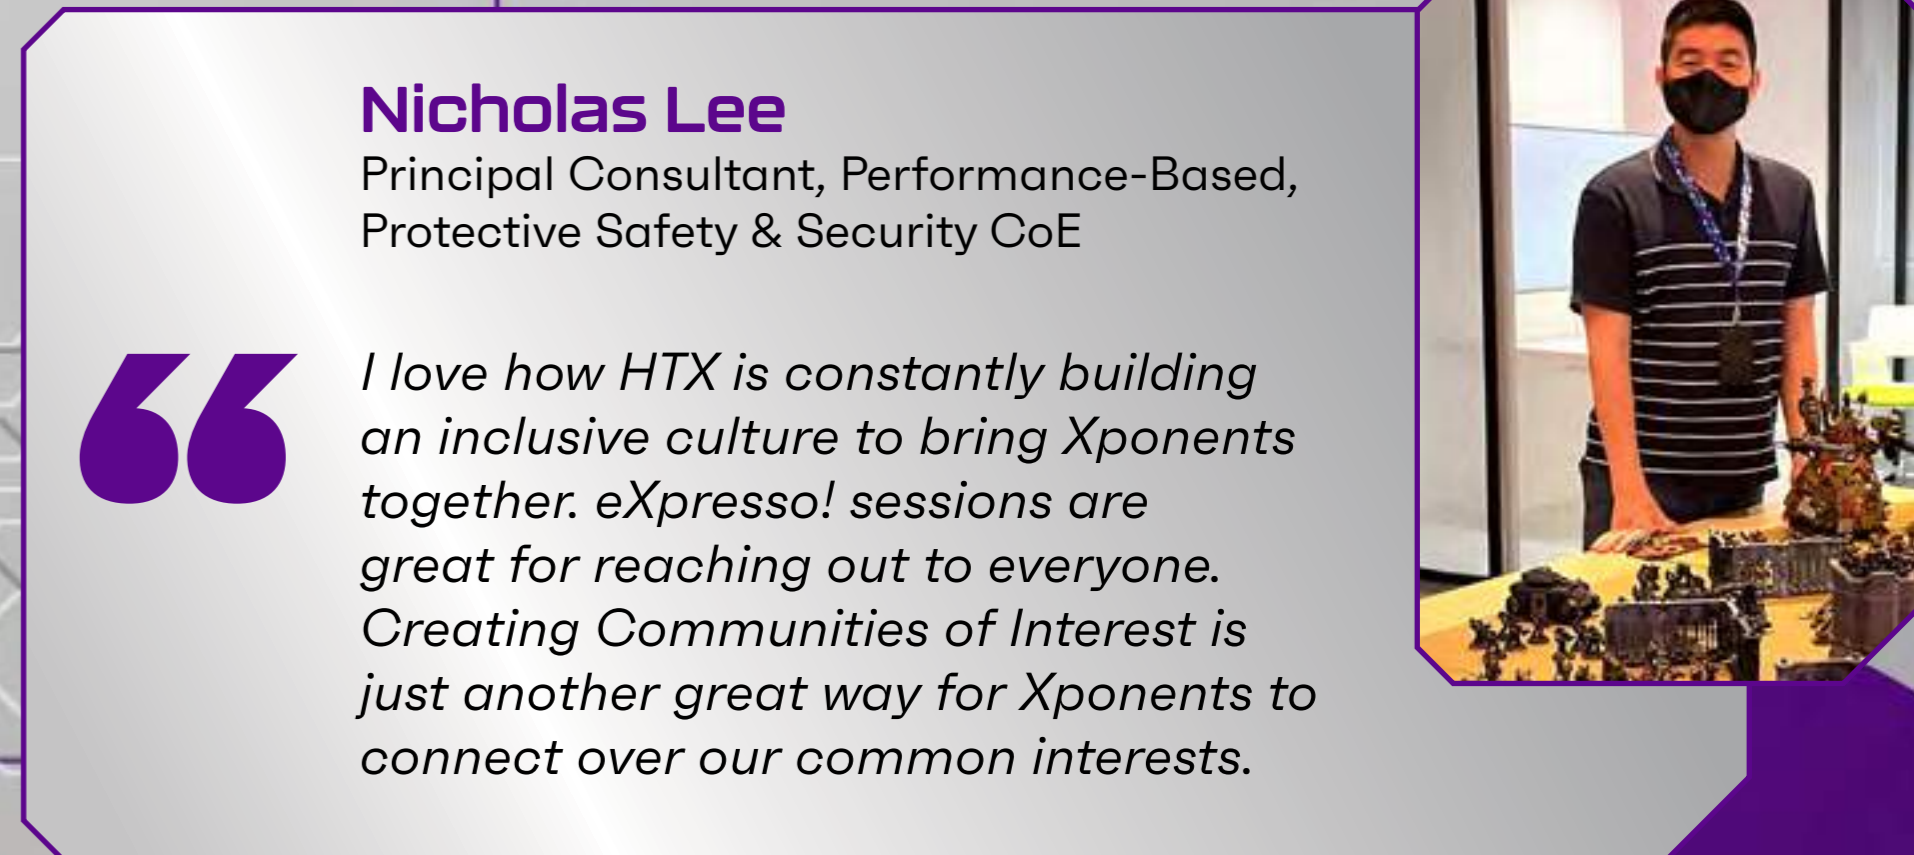 Nicholas Lee
Principal Consultant, Performance-Based,
Protective Safety & Security CoE
“
I love how HTX is constantly building
an inclusive culture to bring Xponents
together. eXpresso! sessions are
great for reaching out to everyone.
Creating Communities of Interest is
just another great way for Xponents to
connect over our common interests.